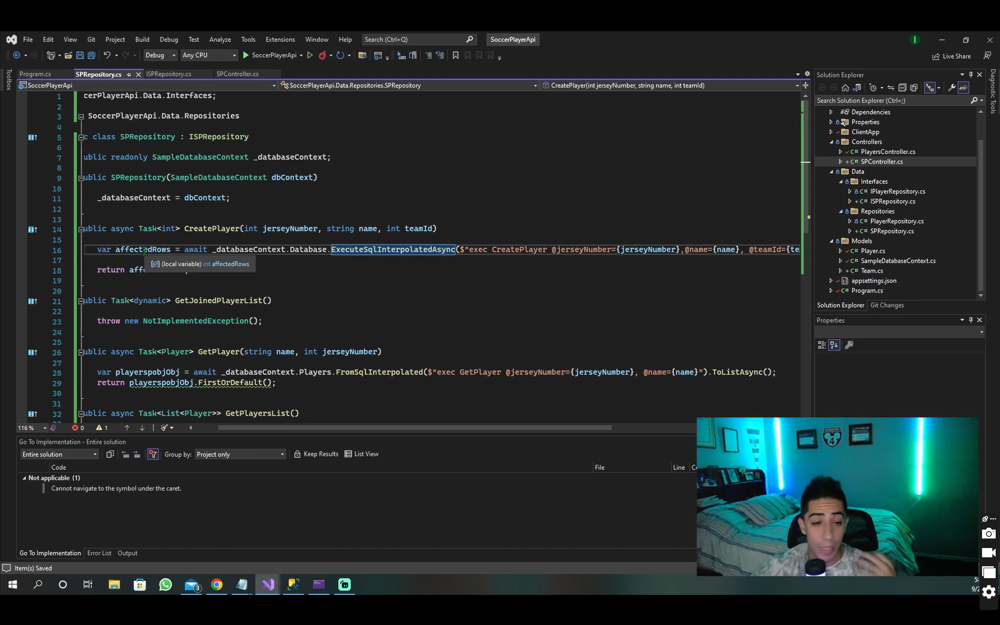 File Edit View Git Project Build Debug Test Analyze Tools Extensions Window Help Search (Ctrl+Q) SoccerPlayerApi
Debug Any CPU SoccerPlayerApi Live Share
Toolbox
Program.cs SPRepository.cs ISPRepository.cs SPController.cs
SoccerPlayerApi SoccerPlayerApi.Data.Repositories.SPRepository CreatePlayer(int jerseyNumber, string name, int teamId)
1 cerPlayerApi.Data.Interfaces;
2
3 SoccerPlayerApi.Data.Repositories
4
5 c class SPRepository : ISPRepository
6
7 ublic readonly SampleDatabaseContext _databaseContext;
8
9 ublic SPRepository(SampleDatabaseContext dbContext)
10
11 _databaseContext = dbContext;
12
13
14 ublic async Task<int> CreatePlayer(int jerseyNumber, string name, int teamId)
15
16 var affectedRows = await _databaseContext.Database.ExecuteSqlInterpolatedAsync($"exec CreatePlayer @jerseyNumber={jerseyNumber},@name={name}, @teamId={te
17 (local variable) int affectedRows
18 return affe
19
20
21 ublic Task<dynamic> GetJoinedPlayerList()
22
23 throw new NotImplementedException();
24
25
26 ublic async Task<Player> GetPlayer(string name, int jerseyNumber)
27
28 var playerspobjObj = await _databaseContext.Players.FromSqlInterpolated($"exec GetPlayer @jerseyNumber={jerseyNumber}, @name={name}").ToListAsync();
29 return playerspobjObj.FirstOrDefault();
30
31
32 ublic async Task<List<Player>> GetPlayersList()
116 % 0 1
Go To Implementation - Entire solution
Entire solution Group by: Project only Keep Results List View
Code File Line
Not applicable (1)
Cannot navigate to the symbol under the caret.
Go To Implementation Error List Output
Item(s) Saved
Solution Explorer
Search Solution Explorer (Ctrl+;)
Dependencies
Properties
ClientApp
Controllers
C# PlayersController.cs
C# SPController.cs
Data
Interfaces
C# IPlayerRepository.cs
C# ISPRepository.cs
Repositories
C# PlayerRepository.cs
C# SPRepository.cs
Models
C# Player.cs
C# SampleDatabaseContext.cs
C# Team.cs
appsettings.json
C# Program.cs
Solution Explorer Git Changes
Properties
Diagnostic Tools
INTERSTATE
4
3
5:
9/2